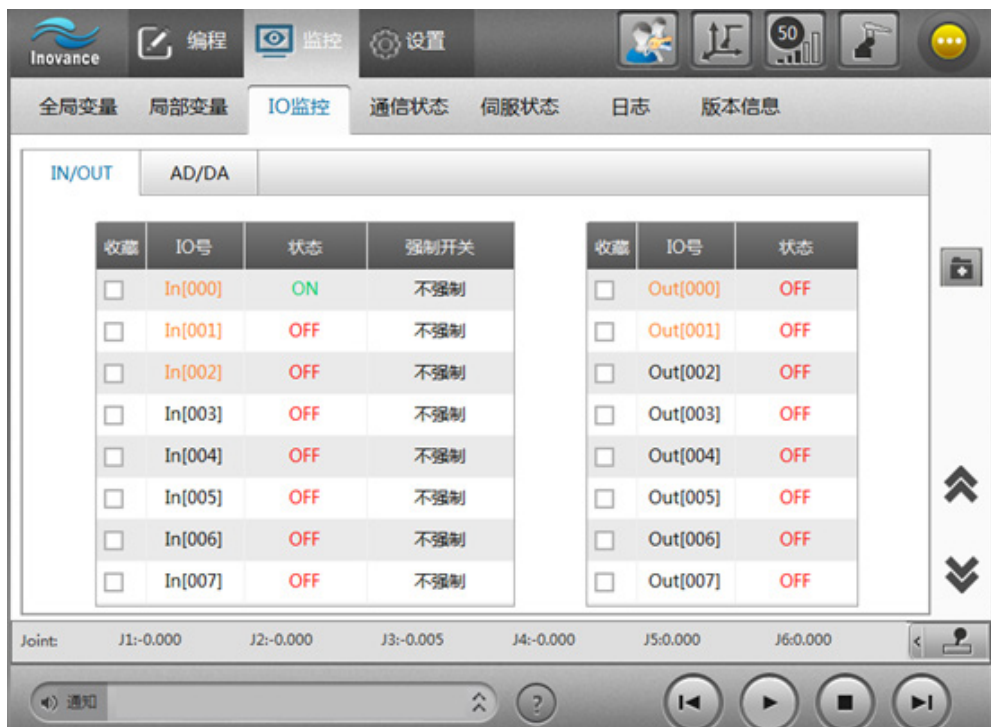 Inovance 编程 监控 设置 50
全局变量 局部变量 IO监控 通信状态 伺服状态 日志 版本信息
IN/OUT AD/DA
收藏 IO号 状态 强制开关 收藏 IO号 状态
In[000] ON 不强制 Out[000] OFF
In[001] OFF 不强制 Out[001] OFF
In[002] OFF 不强制 Out[002] OFF
In[003] OFF 不强制 Out[003] OFF
In[004] OFF 不强制 Out[004] OFF
In[005] OFF 不强制 Out[005] OFF
In[006] OFF 不强制 Out[006] OFF
In[007] OFF 不强制 Out[007] OFF
Joint: J1:-0.000 J2:-0.000 J3:-0.005 J4:-0.000 J5:0.000 J6:0.000
通知 ?